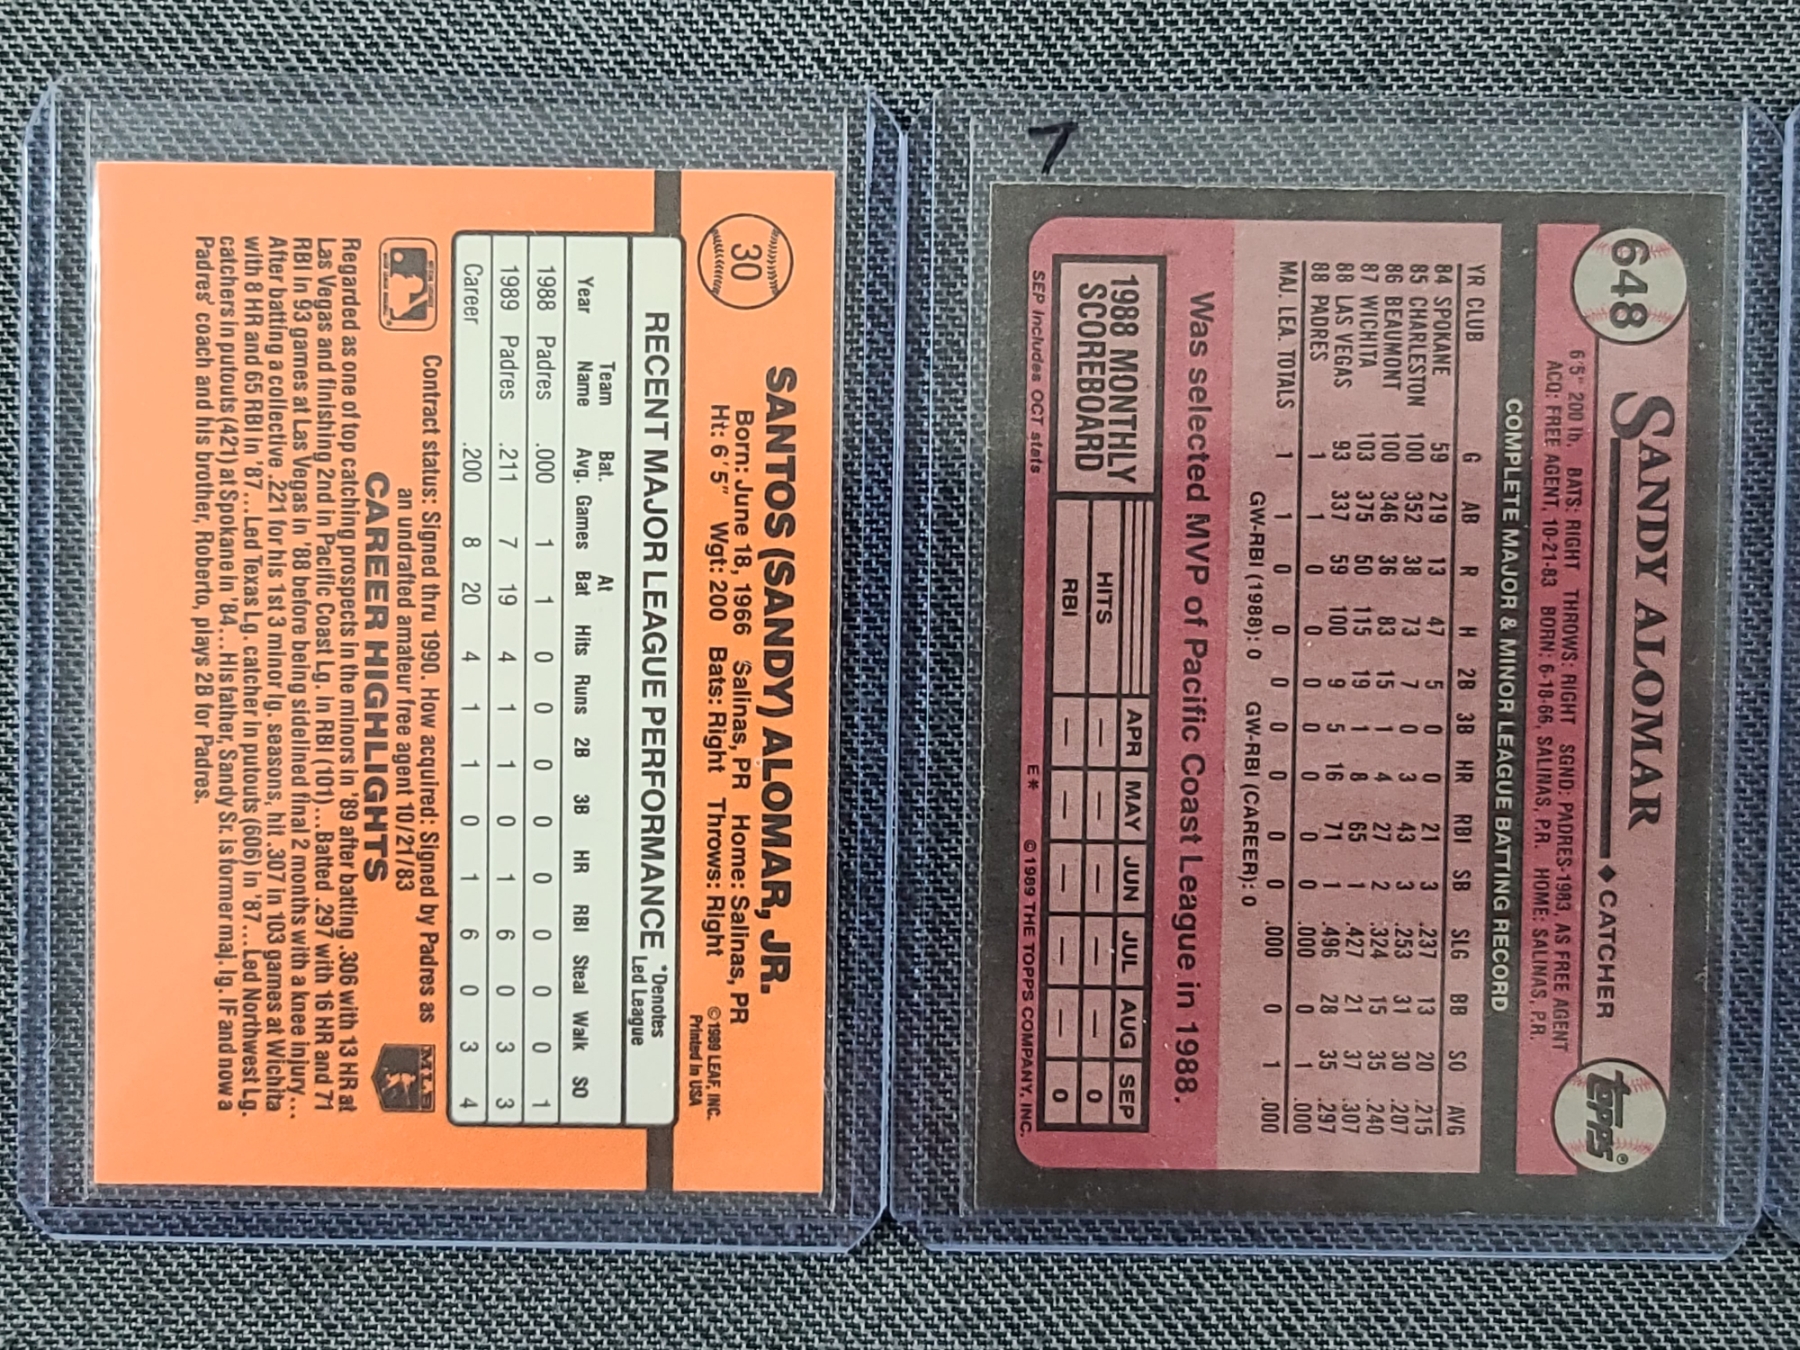 648
SANDY ALOMAR ◆CATCHER
TOPPS®
6'5" 200 lb. BATS: RIGHT THROWS: RIGHT SGND: PADRES-1983, AS FREE AGENT
ACQ: FREE AGENT, 10-21-83 BORN: 6-18-66, SALINAS, P.R. HOME: SALINAS, P.R.
COMPLETE MAJOR & MINOR LEAGUE BATTING RECORD
YR CLUB G AB R H 2B 3B HR RBI SB SLG BB SO AVG
84 SPOKANE 59 219 13 47 5 0 0 21 3 .237 13 20 .215
85 CHARLESTON 100 352 38 73 7 0 3 43 3 .253 31 30 .207
86 BEAUMONT 100 346 36 83 15 1 4 27 2 .324 15 35 .240
87 WICHITA 103 375 50 115 19 1 8 65 1 .427 21 37 .307
88 LAS VEGAS 93 337 59 100 9 5 16 71 1 .496 28 35 .297
88 PADRES 1 1 0 0 0 0 0 0 0 .000 0 1 .000
MAJ. LEA. TOTALS 1 1 0 0 0 0 0 0 0 .000 0 1 .000
GW-RBI (1988): 0 GW-RBI (CAREER): 0
Was selected MVP of Pacific Coast League in 1988.
1988 MONTHLY
SCOREBOARD
APR MAY JUN JUL AUG SEP
HITS — — — — — 0
RBI — — — — — 0
SEP Includes OCT stats E* ©1989 THE TOPPS COMPANY, INC.
30
SANTOS (SANDY) ALOMAR, JR.
Born: June 18, 1966 Salinas, PR Home: Salinas, PR
Ht: 6'5" Wgt: 200 Bats: Right Throws: Right
©1989 LEAF, INC.
Printed In USA
RECENT MAJOR LEAGUE PERFORMANCE
*Denotes
Led League
Year Team Name Bat. Avg. Games At Bat Hits Runs 2B 3B HR RBI Steal Walk SO
1988 Padres .000 1 1 0 0 0 0 0 0 0 0 1
1989 Padres .211 7 19 4 1 1 0 1 6 0 3 3
Career .200 8 20 4 1 1 0 1 6 0 3 4
Contract status: Signed thru 1990. How acquired: Signed by Padres as
an undrafted amateur free agent 10/21/83
MLB
CAREER HIGHLIGHTS
Regarded as one of top catching prospects in the minors in '89 after batting .306 with 13 HR at
Las Vegas and finishing 2nd in Pacific Coast Lg. in RBI (101)... Batted .297 with 16 HR and 71
RBI in 93 games at Las Vegas in '88 before being sidelined final 2 months with a knee injury...
After batting a collective .221 for his 1st 3 minor lg. seasons, hit .307 in 103 games at Wichita
with 8 HR and 65 RBI in '87... Led Texas Lg. catcher in putouts (606) in '87... Led Northwest Lg.
catchers in putouts (421) at Spokane in '84... His father, Sandy Sr. is former maj. lg. IF and now a
Padres' coach and his brother, Roberto, plays 2B for Padres.